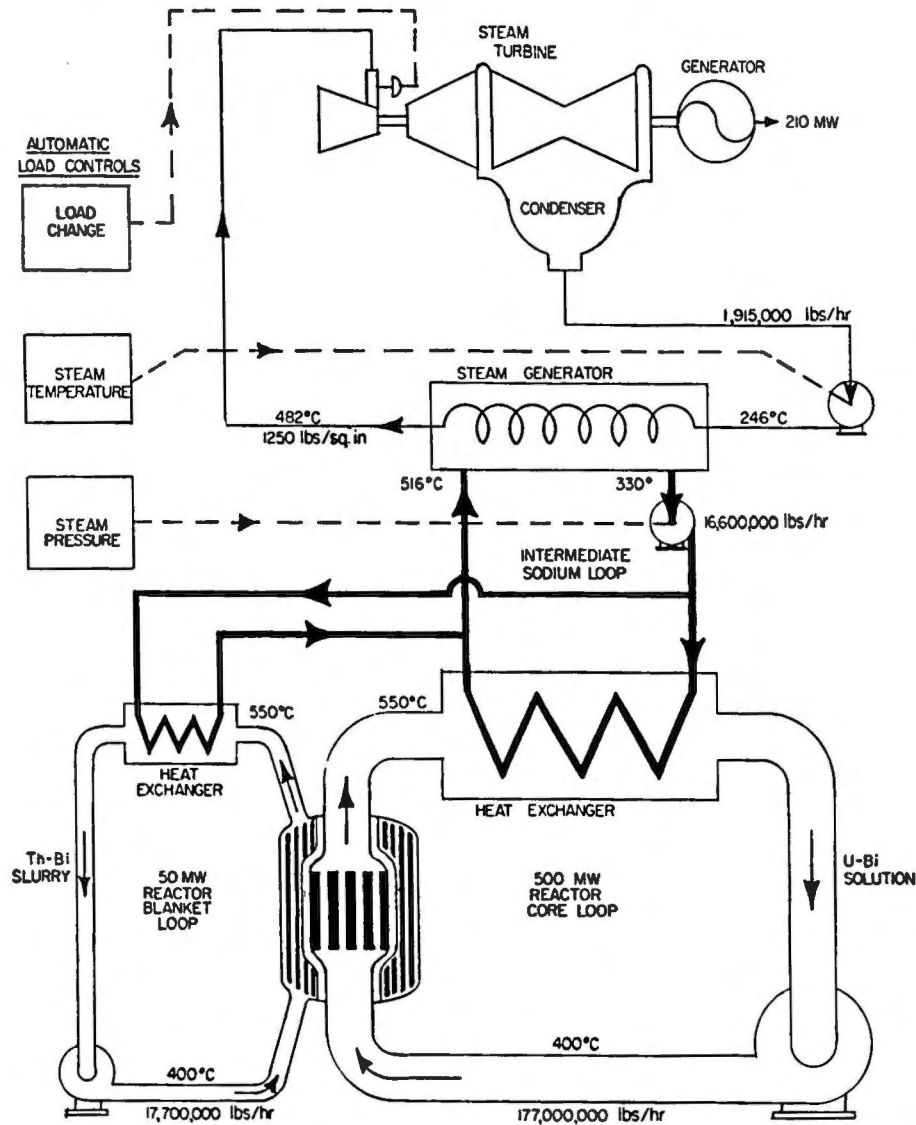 STEAM
TURBINE
GENERATOR
210 MW
AUTOMATIC
LOAD CONTROLS
LOAD
CHANGE
CONDENSER
1,915,000 lbs/hr
STEAM
TEMPERATURE
STEAM GENERATOR
482°C
1250 lbs/sq.in
246°C
516°C
330°
STEAM
PRESSURE
16,600,000 lbs/hr
INTERMEDIATE
SODIUM LOOP
550°C
550°C
HEAT
EXCHANGER
HEAT EXCHANGER
Th-Bi
SLURRY
50 MW
REACTOR
BLANKET
LOOP
500 MW
REACTOR
CORE LOOP
U-Bi
SOLUTION
400°C
17,700,000 lbs/hr
400°C
177,000,000 lbs/hr